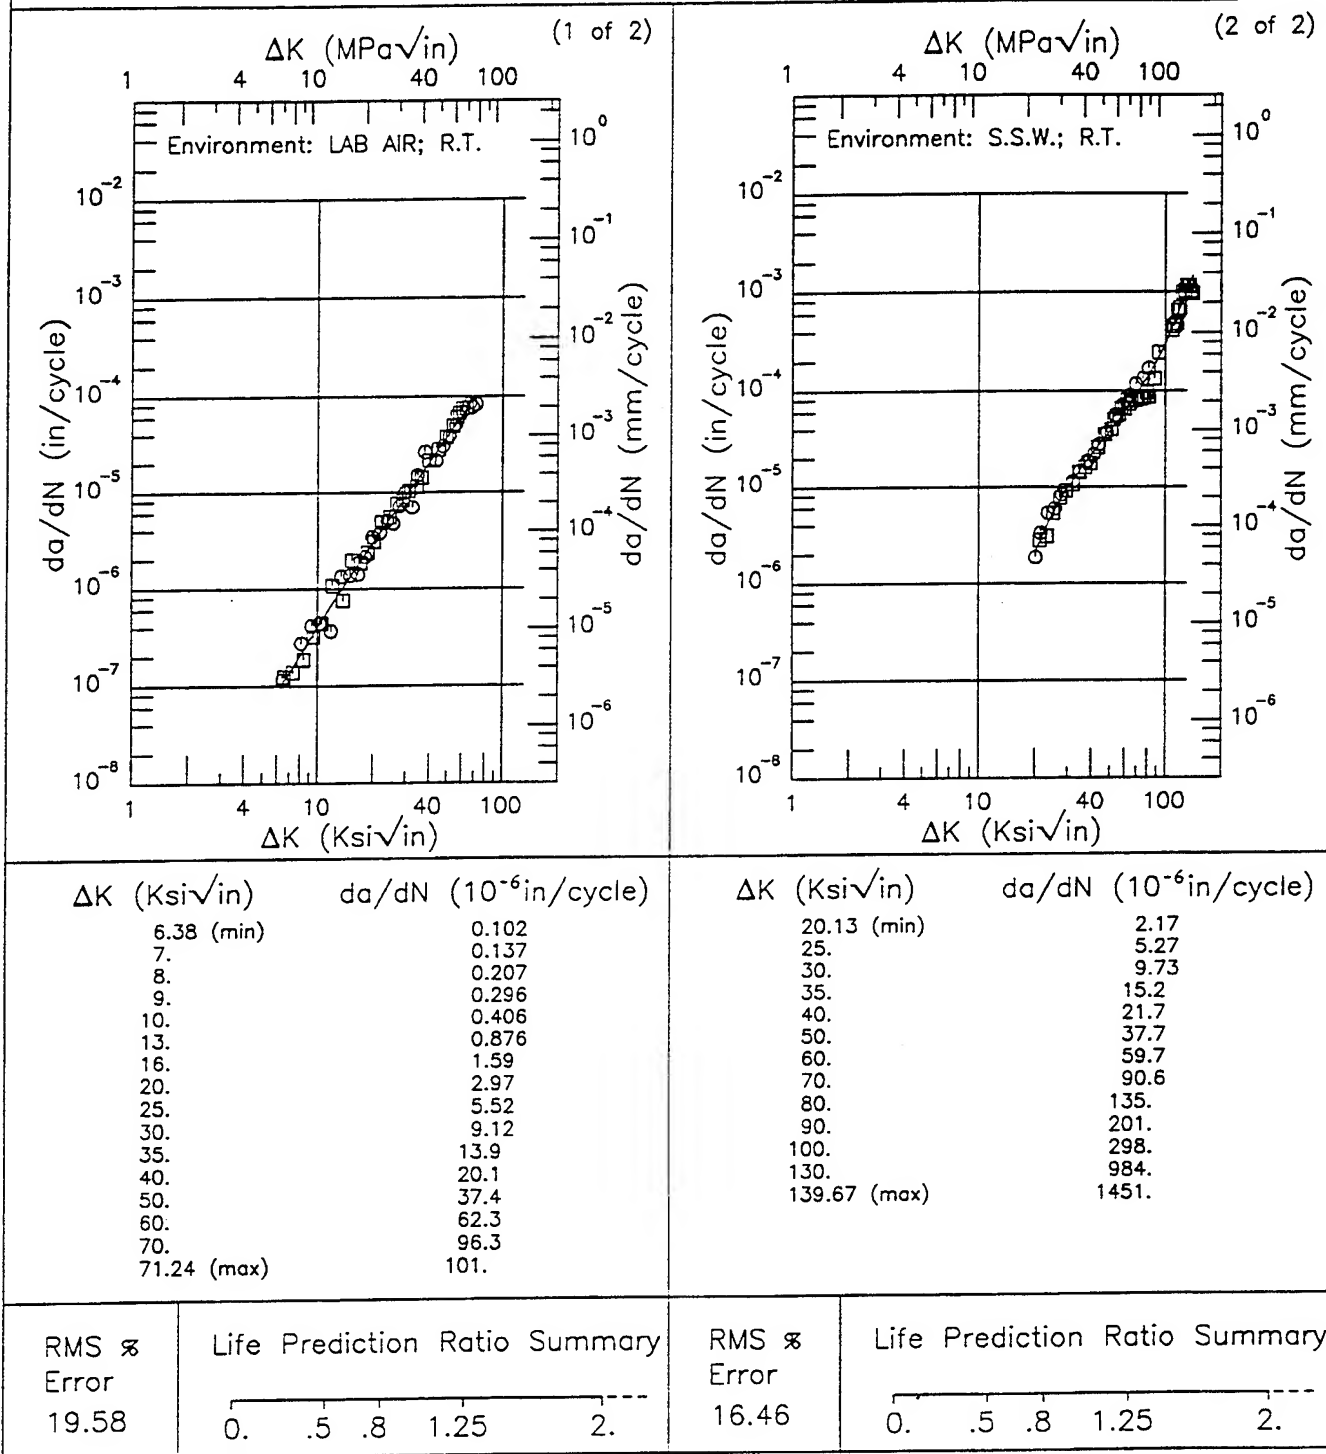 (1 of 2)
ΔK (MPa√in)
1 4 10 40 100
Environment: LAB AIR; R.T.
da/dN (in/cycle)
10⁻²
10⁻³
10⁻⁴
10⁻⁵
10⁻⁶
10⁻⁷
10⁻⁸
10⁰
10⁻¹
10⁻²
10⁻³
10⁻⁴
10⁻⁵
10⁻⁶
da/dN (mm/cycle)
1 4 10 40 100
ΔK (Ksi√in)
(2 of 2)
ΔK (MPa√in)
1 4 10 40 100
Environment: S.S.W.; R.T.
da/dN (in/cycle)
10⁻²
10⁻³
10⁻⁴
10⁻⁵
10⁻⁶
10⁻⁷
10⁻⁸
10⁰
10⁻¹
10⁻²
10⁻³
10⁻⁴
10⁻⁵
10⁻⁶
da/dN (mm/cycle)
1 4 10 40 100
ΔK (Ksi√in)
ΔK (Ksi√in) da/dN (10⁻⁶in/cycle)
6.38 (min) 0.102
7. 0.137
8. 0.207
9. 0.296
10. 0.406
13. 0.876
16. 1.59
20. 2.97
25. 5.52
30. 9.12
35. 13.9
40. 20.1
50. 37.4
60. 62.3
70. 96.3
71.24 (max) 101.
ΔK (Ksi√in) da/dN (10⁻⁶in/cycle)
20.13 (min) 2.17
25. 5.27
30. 9.73
35. 15.2
40. 21.7
50. 37.7
60. 59.7
70. 90.6
80. 135.
90. 201.
100. 298.
130. 984.
139.67 (max) 1451.
RMS %
Error
19.58
Life Prediction Ratio Summary
0. .5 .8 1.25 2.
RMS %
Error
16.46
Life Prediction Ratio Summary
0. .5 .8 1.25 2.